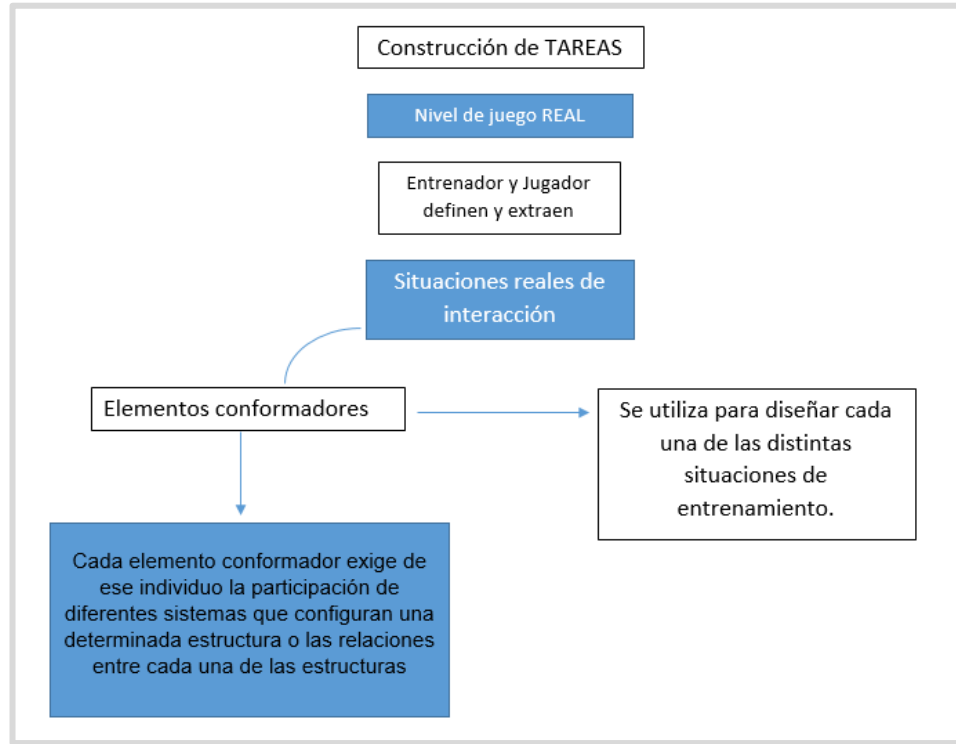 Construcción de TAREAS
Nivel de juego REAL
Entrenador y Jugador
definen y extraen
Situaciones reales de
interacción
Elementos conformadores
Se utiliza para diseñar cada
una de las distintas
situaciones de
entrenamiento.
Cada elemento conformador exige de
ese individuo la participación de
diferentes sistemas que configuran una
determinada estructura o las relaciones
entre cada una de las estructuras